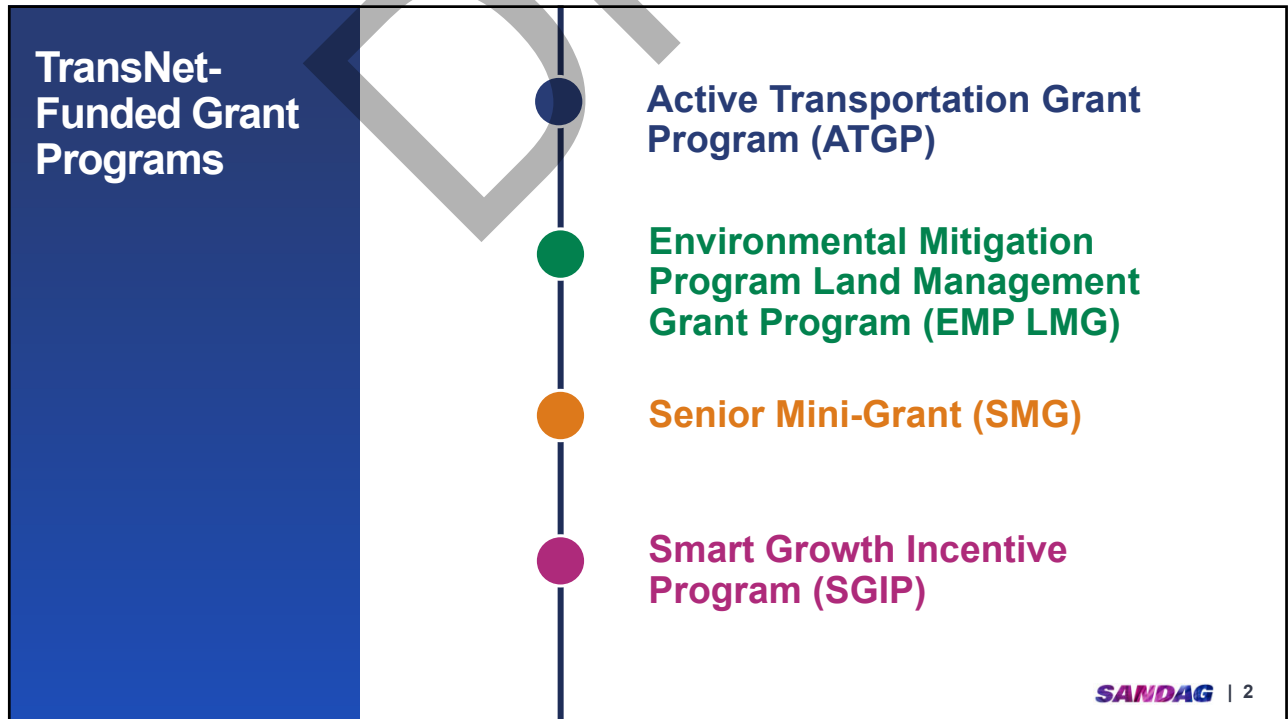 TransNet-
Funded Grant
Programs
Active Transportation Grant
Program (ATGP)
Environmental Mitigation
Program Land Management
Grant Program (EMP LMG)
Senior Mini-Grant (SMG)
Smart Growth Incentive
Program (SGIP)
SANDAG | 2